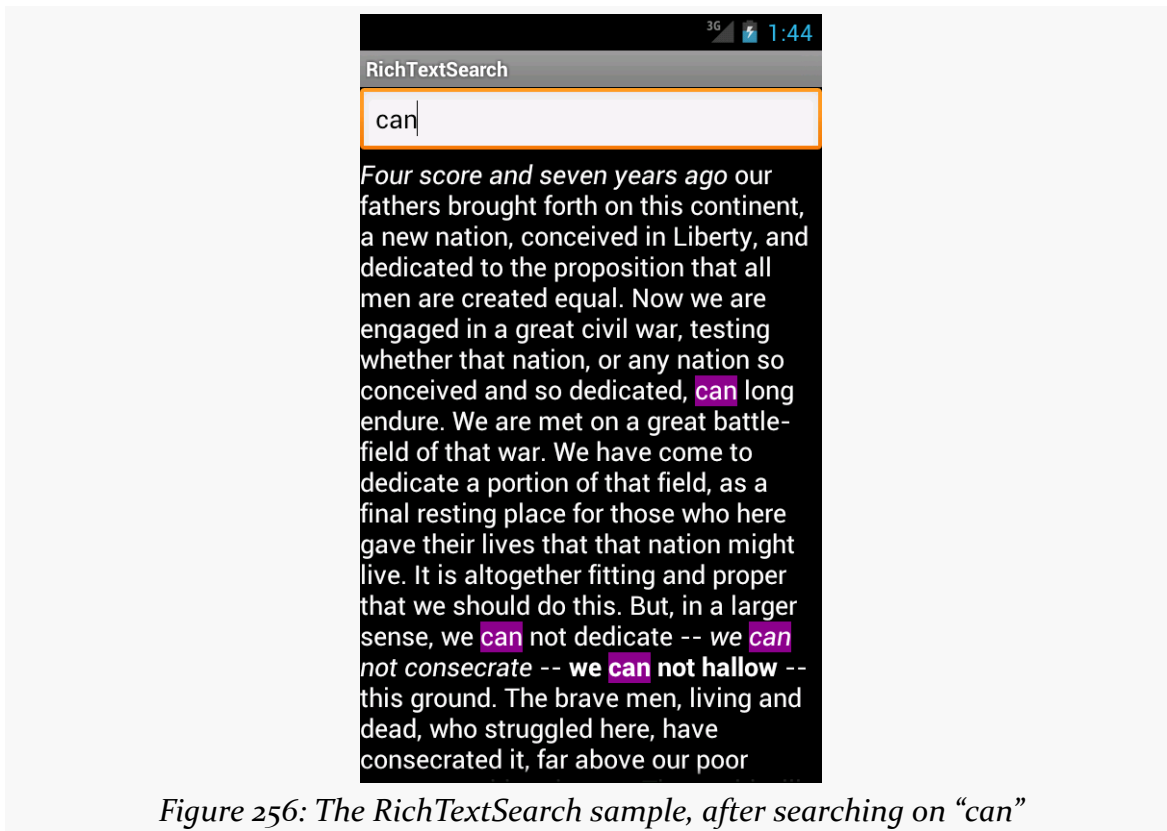 3G 1:44
RichTextSearch
can
Four score and seven years ago our
fathers brought forth on this continent,
a new nation, conceived in Liberty, and
dedicated to the proposition that all
men are created equal. Now we are
engaged in a great civil war, testing
whether that nation, or any nation so
conceived and so dedicated, can long
endure. We are met on a great battle-
field of that war. We have come to
dedicate a portion of that field, as a
final resting place for those who here
gave their lives that that nation might
live. It is altogether fitting and proper
that we should do this. But, in a larger
sense, we can not dedicate -- we can
not consecrate -- we can not hallow --
this ground. The brave men, living and
dead, who struggled here, have
consecrated it, far above our poor
Figure 256: The RichTextSearch sample, after searching on “can”